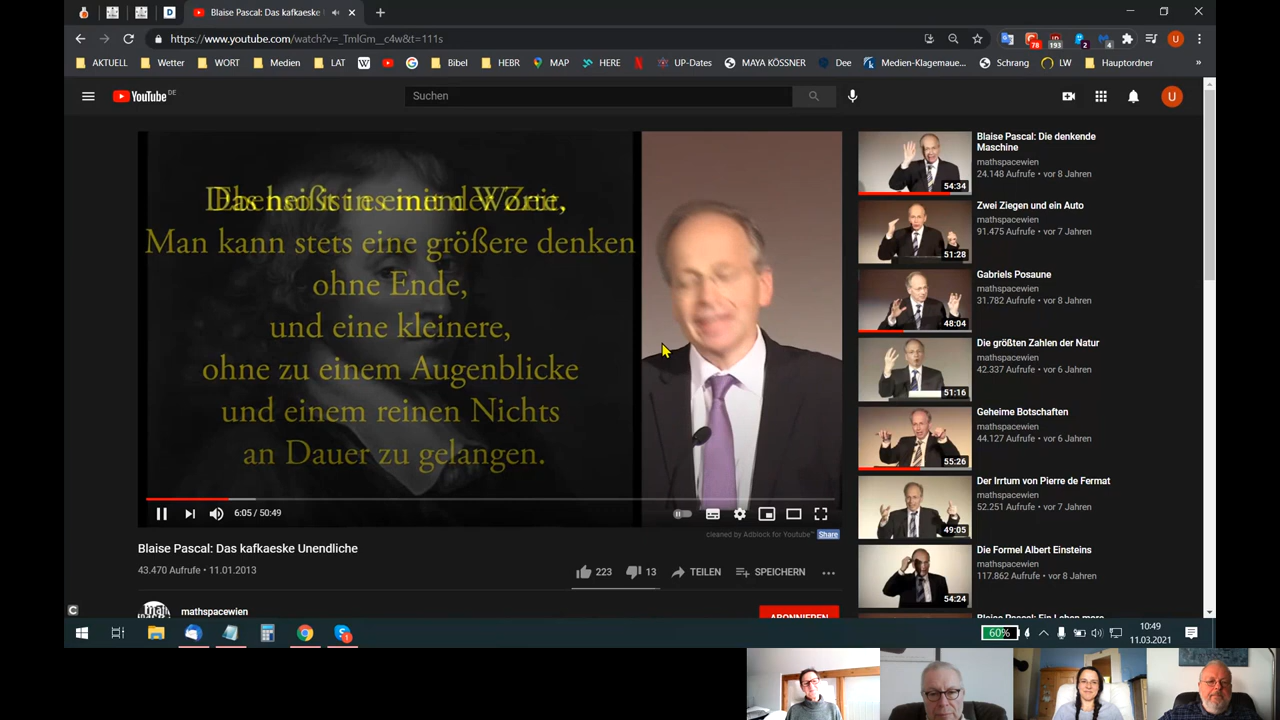 Blaise Pascal: Das kafkaeske
https://www.youtube.com/watch?v=_TmlGm__c4w&t=111s
78
193
2
4
U
AKTUELL
Wetter
WORT
Medien
LAT
W
Bibel
HEBR
MAP
HERE
UP-Dates
MAYA KÖSSNER
Dee
Medien-Klagemaue...
Schrang
LW
Hauptordner
»
YouTube DE
Suchen
U
Man kann stets eine größere denken
ohne Ende,
und eine kleinere,
ohne zu einem Augenblicke
und einem reinen Nichts
an Dauer zu gelangen.
6:05 / 50:49
cleaned by Adblock for Youtube™ Share
Blaise Pascal: Das kafkaeske Unendliche
43.470 Aufrufe • 11.01.2013
223
13
TEILEN
SPEICHERN
mathspacewien
ABONNIEREN
Blaise Pascal: Die denkende
Maschine
mathspacewien
24.148 Aufrufe • vor 8 Jahren
54:34
Zwei Ziegen und ein Auto
mathspacewien
91.475 Aufrufe • vor 7 Jahren
51:28
Gabriels Posaune
mathspacewien
31.782 Aufrufe • vor 8 Jahren
48:04
Die größten Zahlen der Natur
mathspacewien
42.337 Aufrufe • vor 6 Jahren
51:16
Geheime Botschaften
mathspacewien
44.127 Aufrufe • vor 6 Jahren
55:26
Der Irrtum von Pierre de Fermat
mathspacewien
52.251 Aufrufe • vor 7 Jahren
49:05
Die Formel Albert Einsteins
mathspacewien
117.862 Aufrufe • vor 8 Jahren
54:24
Blaise Pascal: Ein Leben
60%
10:49
11.03.2021